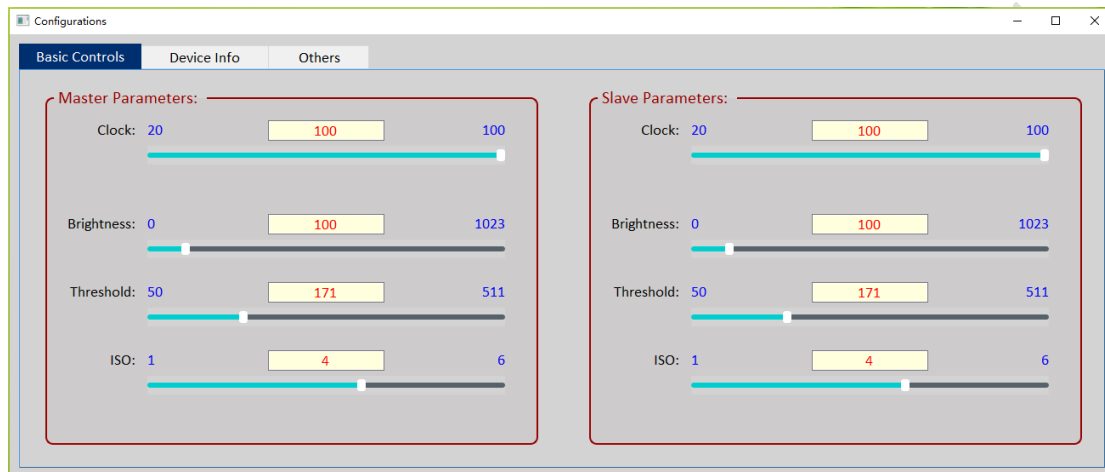 Configurations
Basic Controls Device Info Others
Master Parameters:
Clock: 20 100 100
Brightness: 0 100 1023
Threshold: 50 171 511
ISO: 1 4 6
Slave Parameters:
Clock: 20 100 100
Brightness: 0 100 1023
Threshold: 50 171 511
ISO: 1 4 6